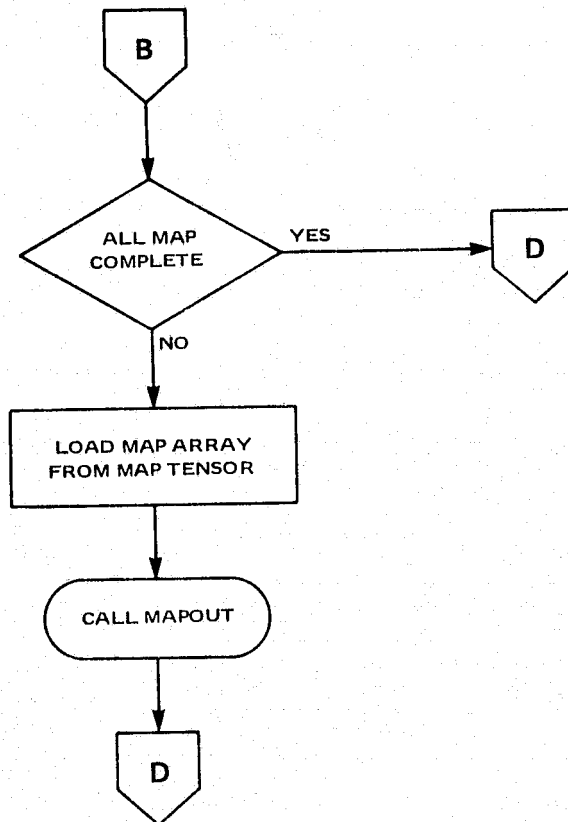 B
ALL MAP
COMPLETE
YES
D
NO
LOAD MAP ARRAY
FROM MAP TENSOR
CALL MAPOUT
D